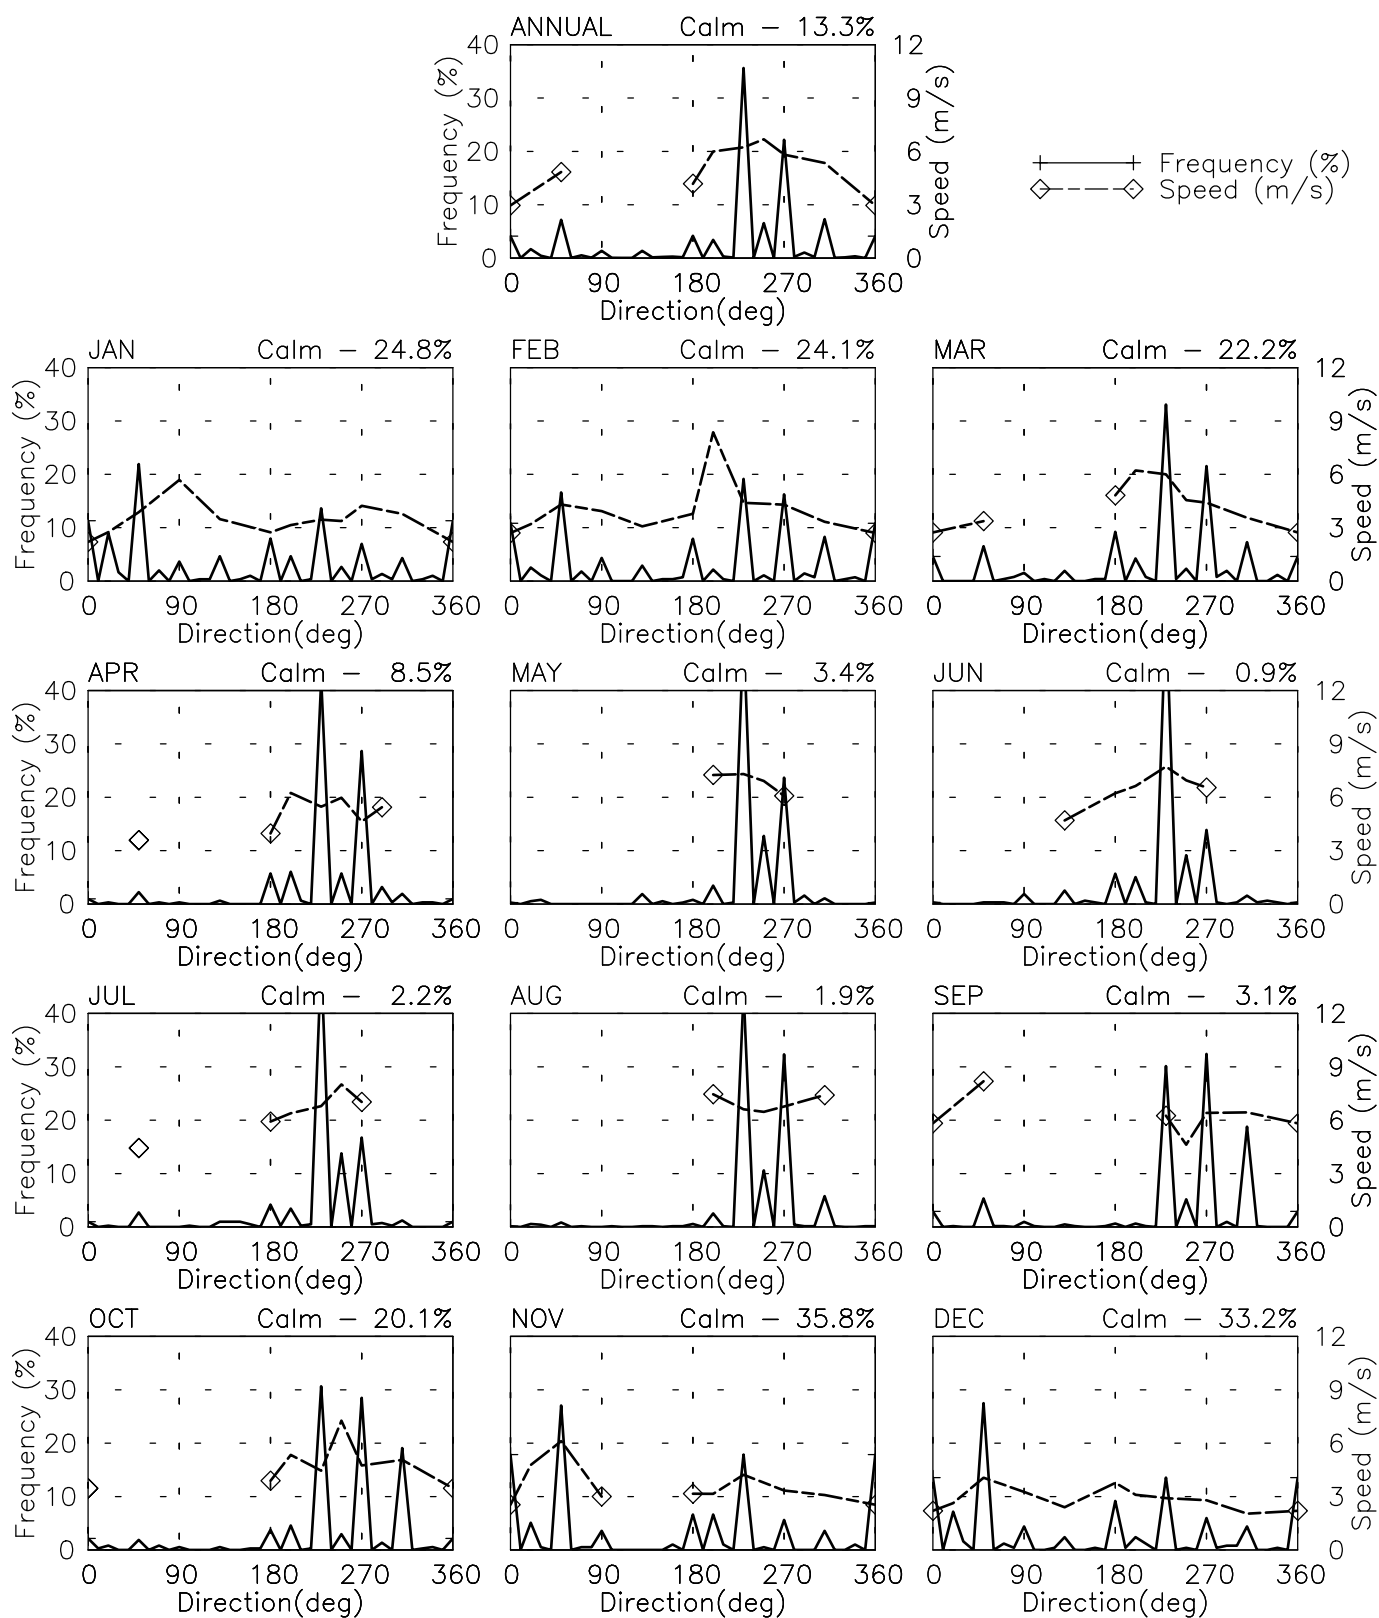 ANNUAL Calm – 13.3%
40 12
30 9
20 6
10 3
0 0
Frequency (%)
Speed (m/s)
0 90 180 270 360
Direction(deg)
Frequency (%)
Speed (m/s)
JAN Calm – 24.8% FEB Calm – 24.1% MAR Calm – 22.2%
40 12
30 9
20 6
10 3
0 0
Frequency (%)
Speed (m/s)
0 90 180 270 360 0 90 180 270 360 0 90 180 270 360
Direction(deg) Direction(deg) Direction(deg)
APR Calm – 8.5% MAY Calm – 3.4% JUN Calm – 0.9%
40 12
30 9
20 6
10 3
0 0
Frequency (%)
Speed (m/s)
0 90 180 270 360 0 90 180 270 360 0 90 180 270 360
Direction(deg) Direction(deg) Direction(deg)
JUL Calm – 2.2% AUG Calm – 1.9% SEP Calm – 3.1%
40 12
30 9
20 6
10 3
0 0
Frequency (%)
Speed (m/s)
0 90 180 270 360 0 90 180 270 360 0 90 180 270 360
Direction(deg) Direction(deg) Direction(deg)
OCT Calm – 20.1% NOV Calm – 35.8% DEC Calm – 33.2%
40 12
30 9
20 6
10 3
0 0
Frequency (%)
Speed (m/s)
0 90 180 270 360 0 90 180 270 360 0 90 180 270 360
Direction(deg) Direction(deg) Direction(deg)